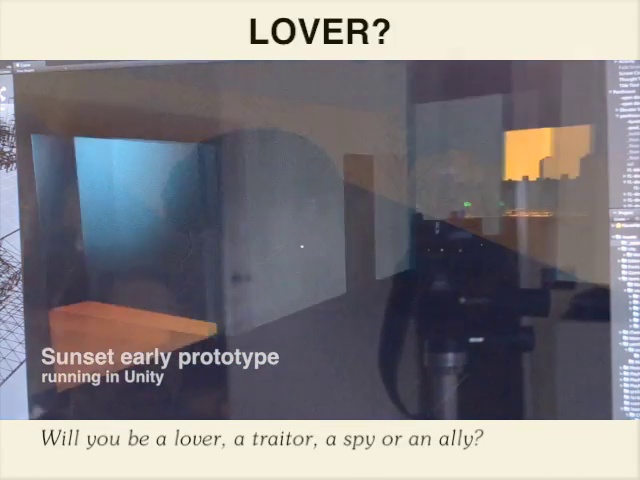 LOVER?
Sunset early prototype
running in Unity
Will you be a lover, a traitor, a spy or an ally?